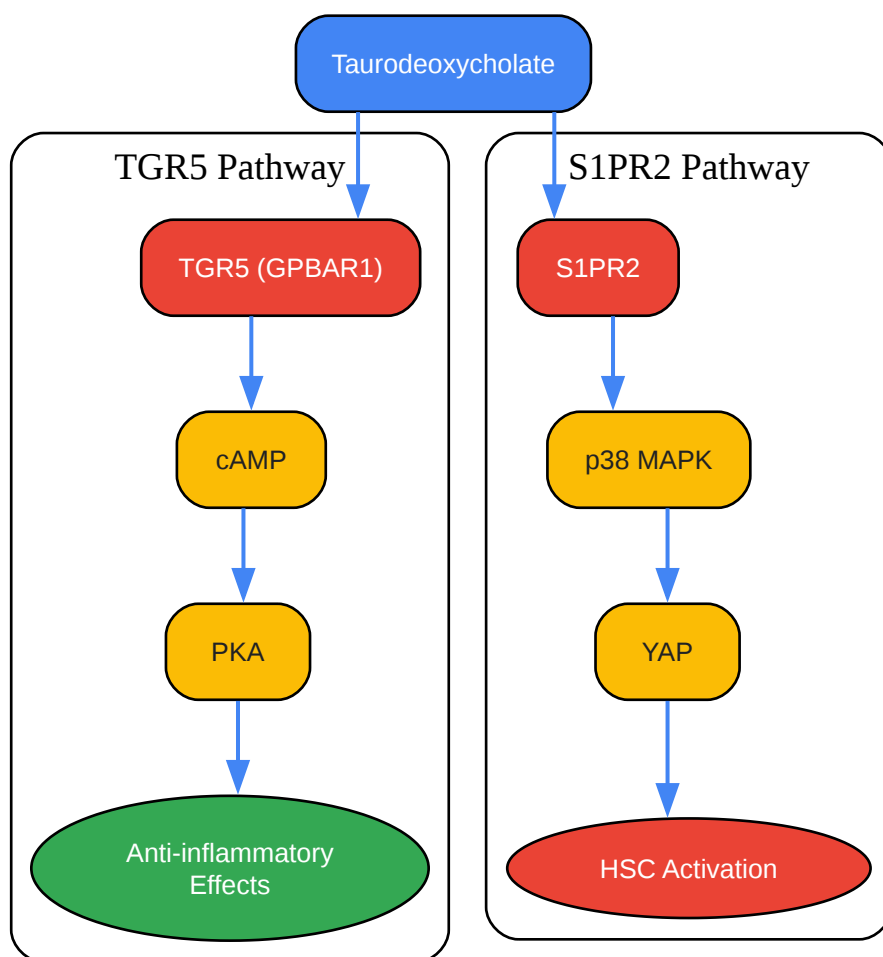 Taurodeoxycholate
TGR5 Pathway
TGR5 (GPBAR1)
cAMP
PKA
Anti-inflammatory
Effects
S1PR2 Pathway
S1PR2
p38 MAPK
YAP
HSC Activation